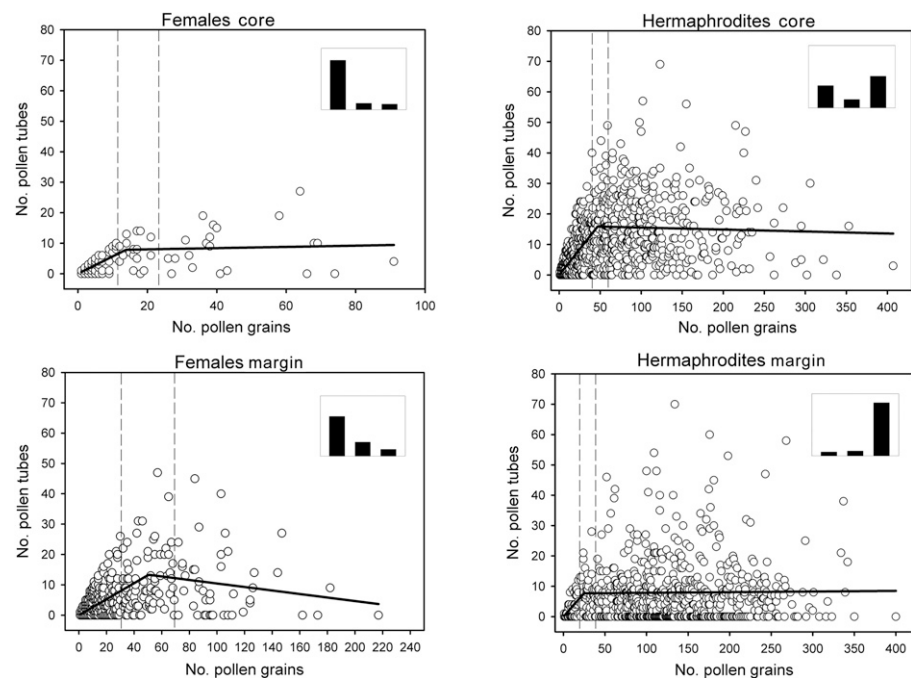 Females core
80
70
60
50
40
30
20
10
0
No. pollen tubes
0 20 40 60 80 100
No. pollen grains
Hermaphrodites core
80
70
60
50
40
30
20
10
0
No. pollen tubes
0 50 100 150 200 250 300 350 400
No. pollen grains
Females margin
80
70
60
50
40
30
20
10
0
No. pollen tubes
0 20 40 60 80 100 120 140 160 180 200 220 240
No. pollen grains
Hermaphrodites margin
80
70
60
50
40
30
20
10
0
No. pollen tubes
0 50 100 150 200 250 300 350 400
No. pollen grains